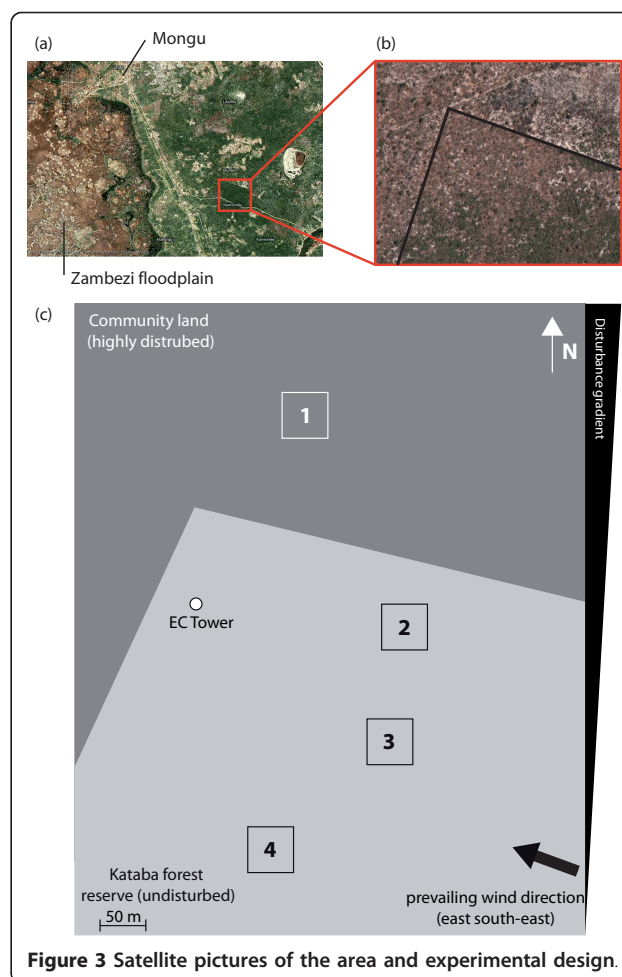 (a)
Mongu
(b)
Zambezi floodplain
(c)
Community land
(highly distrubed)
N
Disturbance gradient
1
EC Tower
2
3
4
Kataba forest
reserve (undisturbed)
50 m
prevailing wind direction
(east south-east)
Figure 3 Satellite pictures of the area and experimental design.